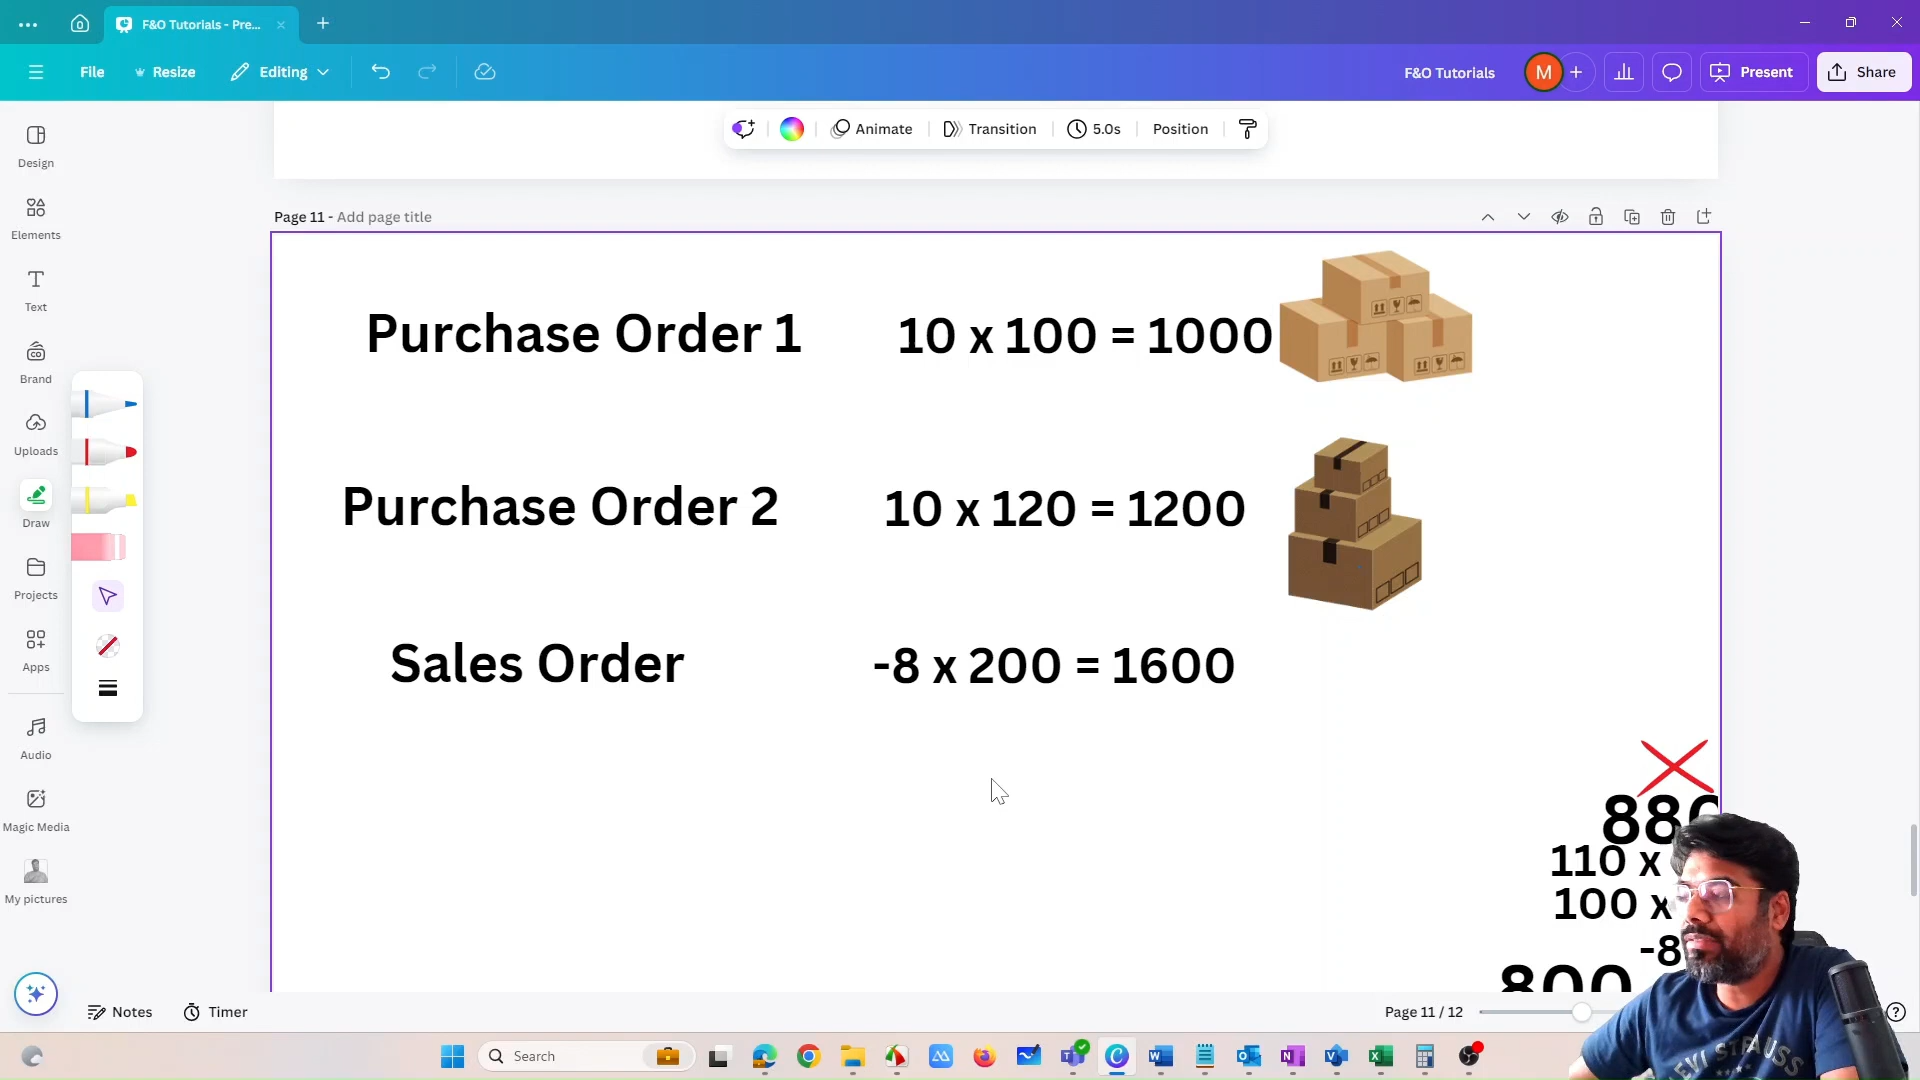 F&O Tutorials - Pre...
File
Resize
Editing
F&O Tutorials
M
Present
Share
Animate
Transition
5.0s
Position
Design
Elements
Text
Brand
Uploads
Draw
Projects
Apps
Audio
Magic Media
My pictures
Page 11 - Add page title
Purchase Order 1 10 x 100 = 1000
Purchase Order 2 10 x 120 = 1200
Sales Order -8 x 200 = 1600
880
110 x
100 x
-8
800
Notes
Timer
Page 11 / 12
Search